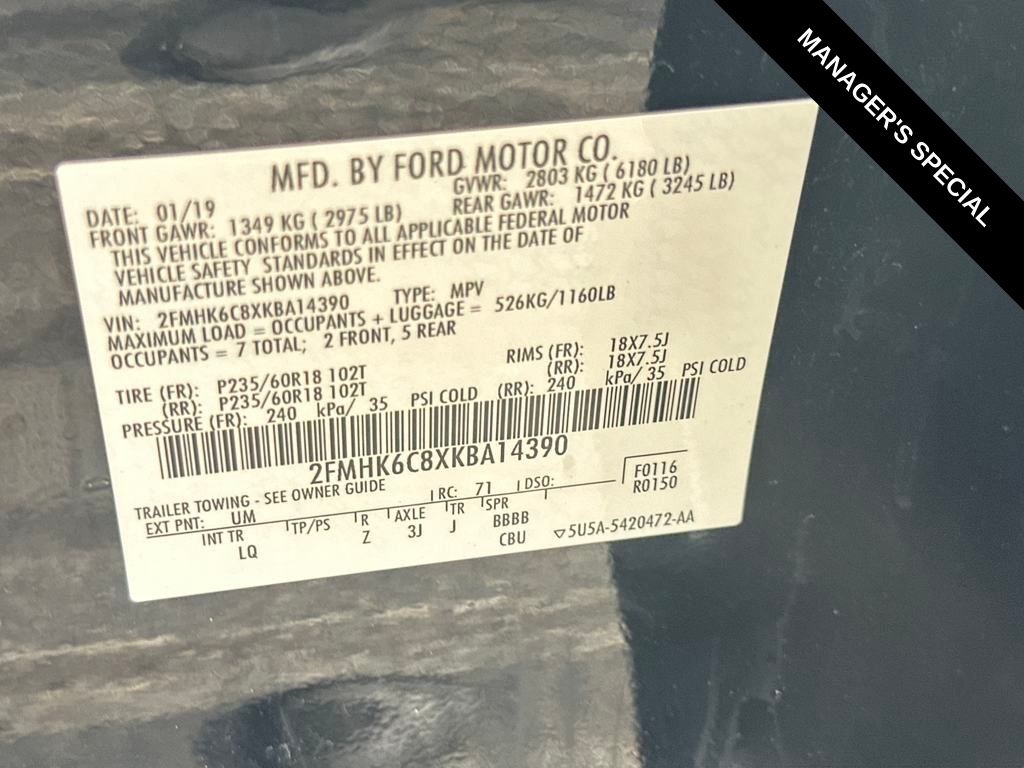 MANAGER'S SPECIAL
MFD. BY FORD MOTOR CO.
DATE: 01/19 GVWR: 2803 KG ( 6180 LB)
FRONT GAWR: 1349 KG ( 2975 LB) REAR GAWR: 1472 KG ( 3245 LB)
THIS VEHICLE CONFORMS TO ALL APPLICABLE FEDERAL MOTOR
VEHICLE SAFETY STANDARDS IN EFFECT ON THE DATE OF
MANUFACTURE SHOWN ABOVE.
VIN: 2FMHK6C8XKBA14390 TYPE: MPV
MAXIMUM LOAD = OCCUPANTS + LUGGAGE = 526KG/1160LB
OCCUPANTS = 7 TOTAL; 2 FRONT, 5 REAR
TIRE (FR): P235/60R18 102T RIMS (FR): 18X7.5J
(RR): P235/60R18 102T (RR): 18X7.5J
PRESSURE (FR): 240 kPa/ 35 PSI COLD (RR): 240 kPa/ 35 PSI COLD
2FMHK6C8XKBA14390
TRAILER TOWING - SEE OWNER GUIDE
EXT PNT: UM RC: 71 DSO: F0116
R0150
INT TR TP/PS R AXLE TR SPR
LQ Z 3J J BBBB
CBU 5U5A-5420472-AA